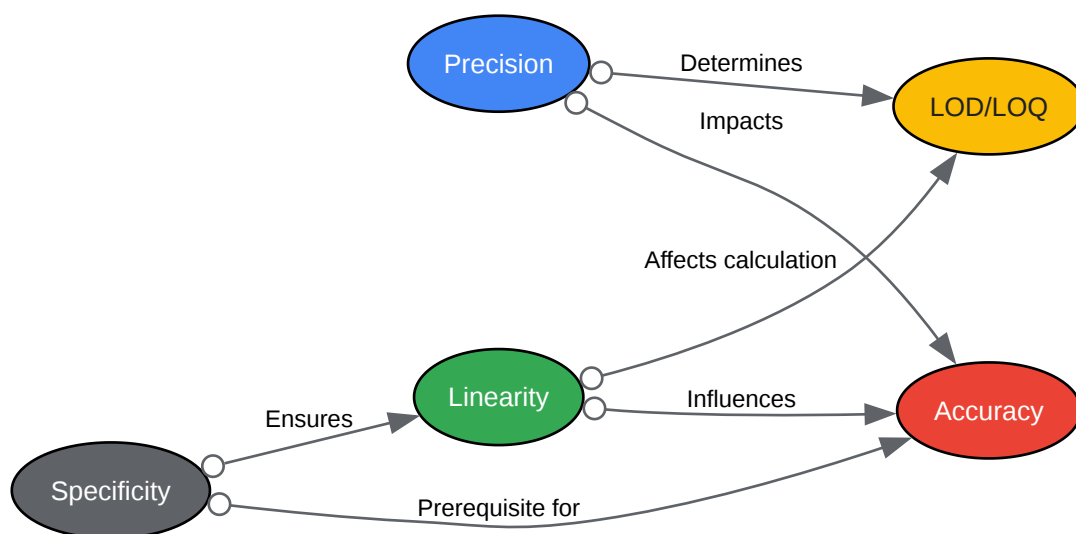 Precision
Determines
LOD/LOQ
Impacts
Affects calculation
Linearity
Influences
Accuracy
Ensures
Specificity
Prerequisite for